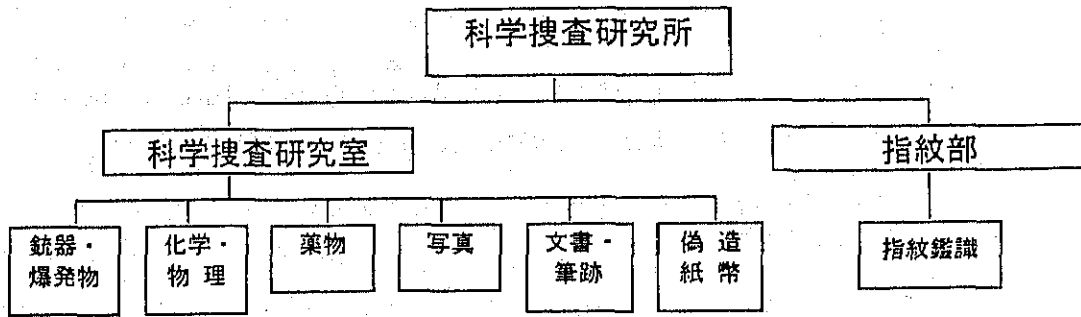 科学捜査研究所
科学捜査研究室
指紋部
銃器・
爆発物
化学・
物 理
薬物
写真
文書・
筆跡
偽 造
紙 幣
指紋鑑識